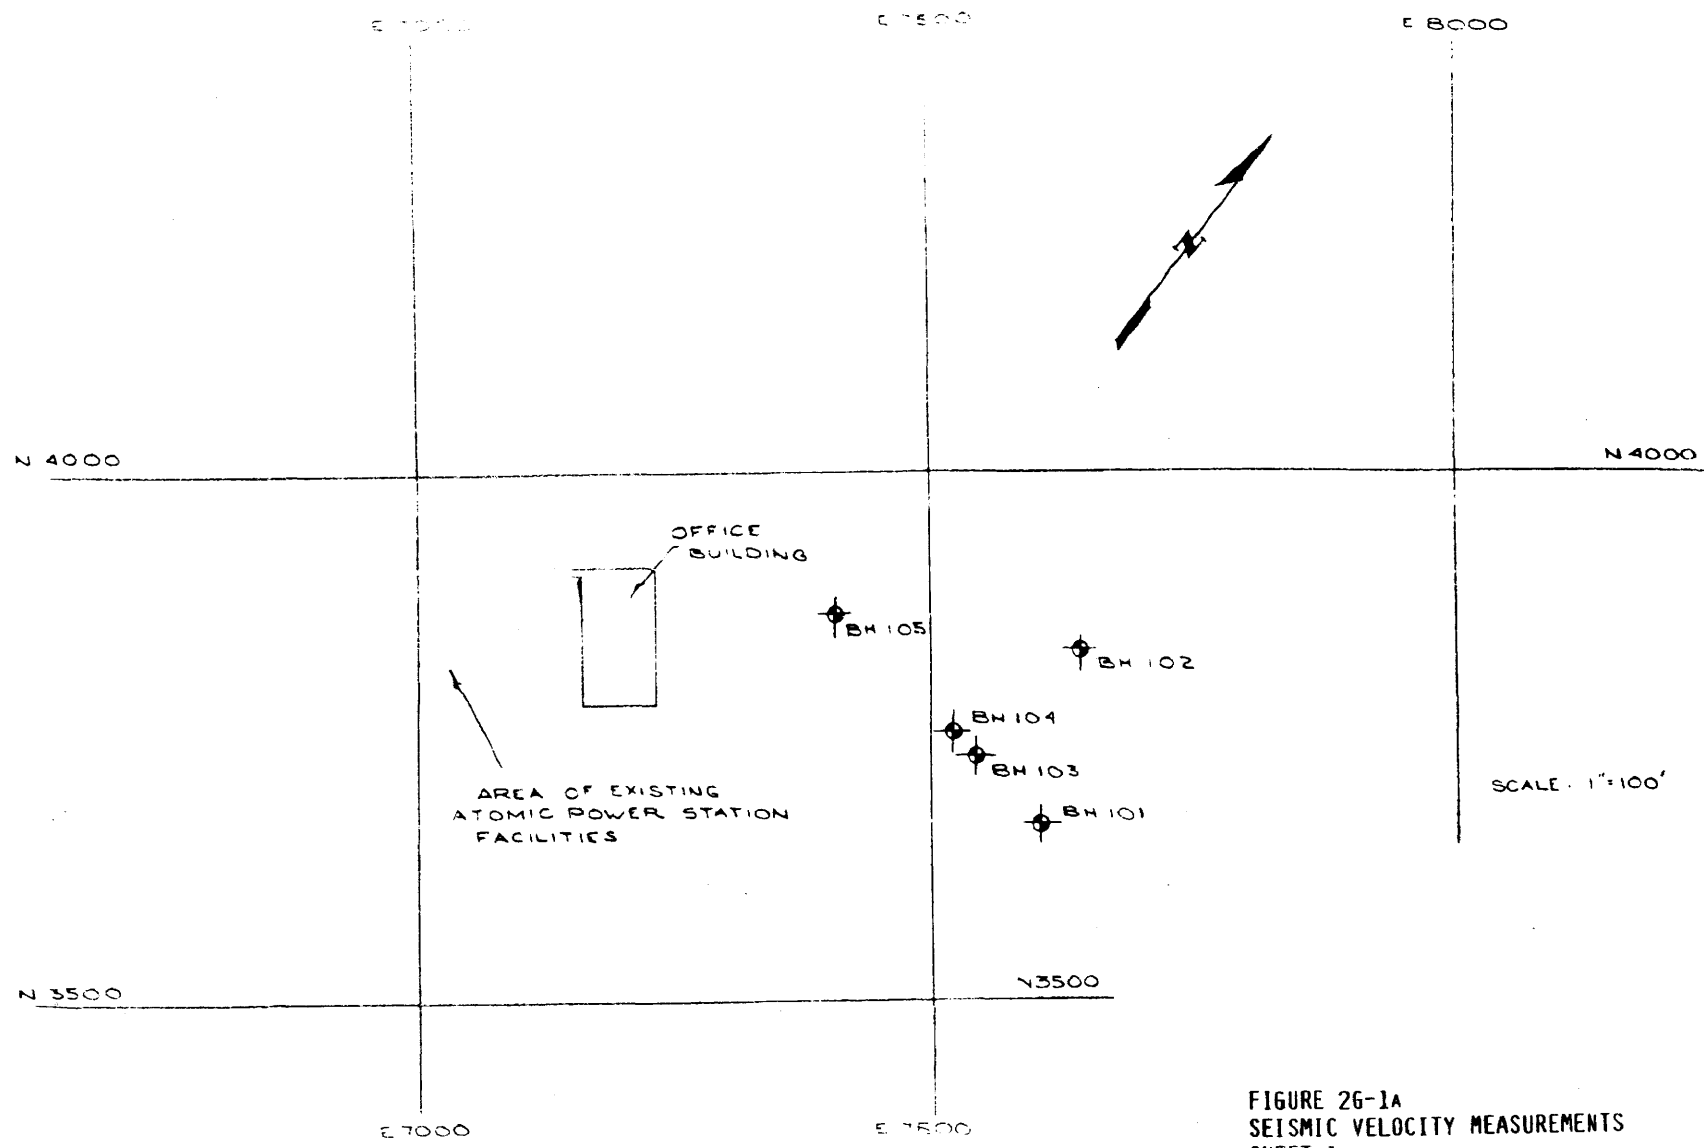 E 7000
E 7500
E 8000
N
N 4000
N 4000
OFFICE
BUILDING
BH 105
BH 102
BH 104
BH 103
BH 101
AREA OF EXISTING
ATOMIC POWER STATION
FACILITIES
SCALE. 1"=100'
N 3500
N3500
E 7000
E 7500
FIGURE 2G-1A
SEISMIC VELOCITY MEASUREMENTS